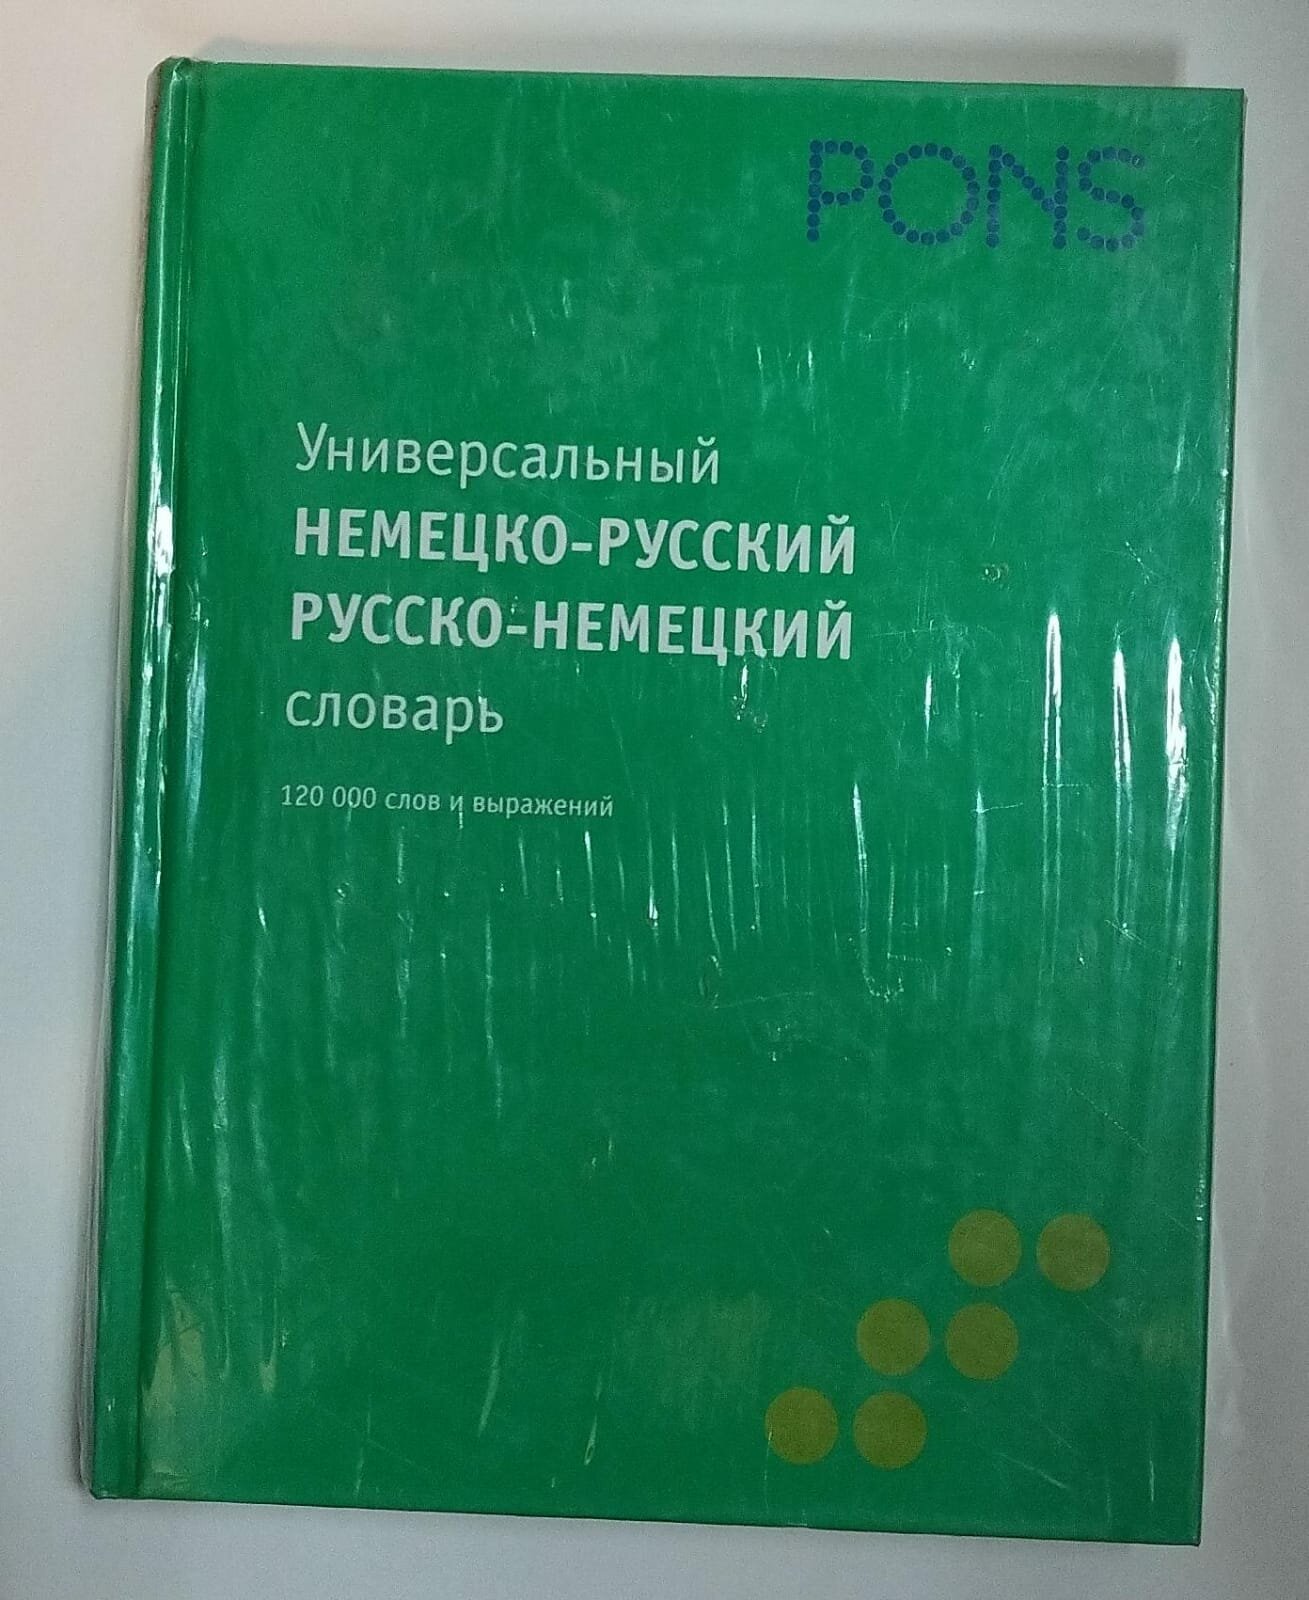 PONS
Универсальный
НЕМЕЦКО-РУССКИЙ
РУССКО-НЕМЕЦКИЙ
словарь
120 000 слов и выражений